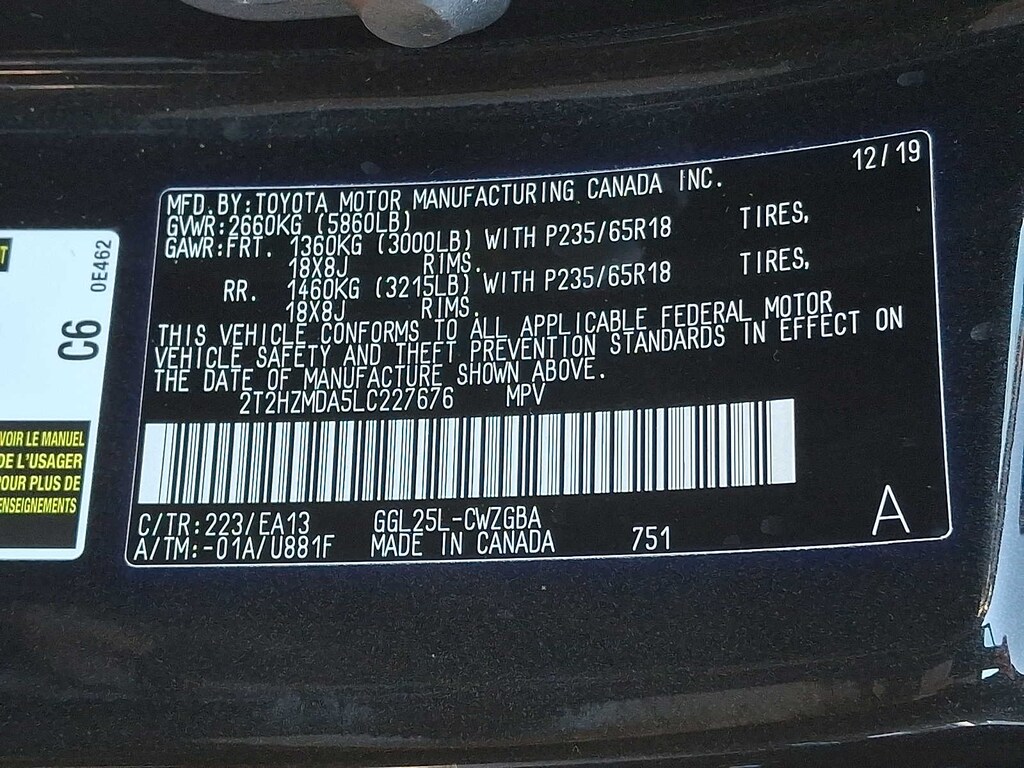 12/19
MFD.BY:TOYOTA MOTOR MANUFACTURING CANADA INC.
GVWR:2660KG (5860LB)
GAWR:FRT. 1360KG (3000LB) WITH P235/65R18 TIRES,
18X8J RIMS.
RR. 1460KG (3215LB) WITH P235/65R18 TIRES,
18X8J RIMS.
THIS VEHICLE CONFORMS TO ALL APPLICABLE FEDERAL MOTOR
VEHICLE SAFETY AND THEFT PREVENTION STANDARDS IN EFFECT ON
THE DATE OF MANUFACTURE SHOWN ABOVE.
2T2HZMDA5LC227676 MPV
C/TR:223/EA13 GGL25L-CWZGBA
A/TM:-01A/U881F MADE IN CANADA 751
A
0E462
C6
VOIR LE MANUEL
DE L'USAGER
POUR PLUS DE
ENSEIGNEMENTS